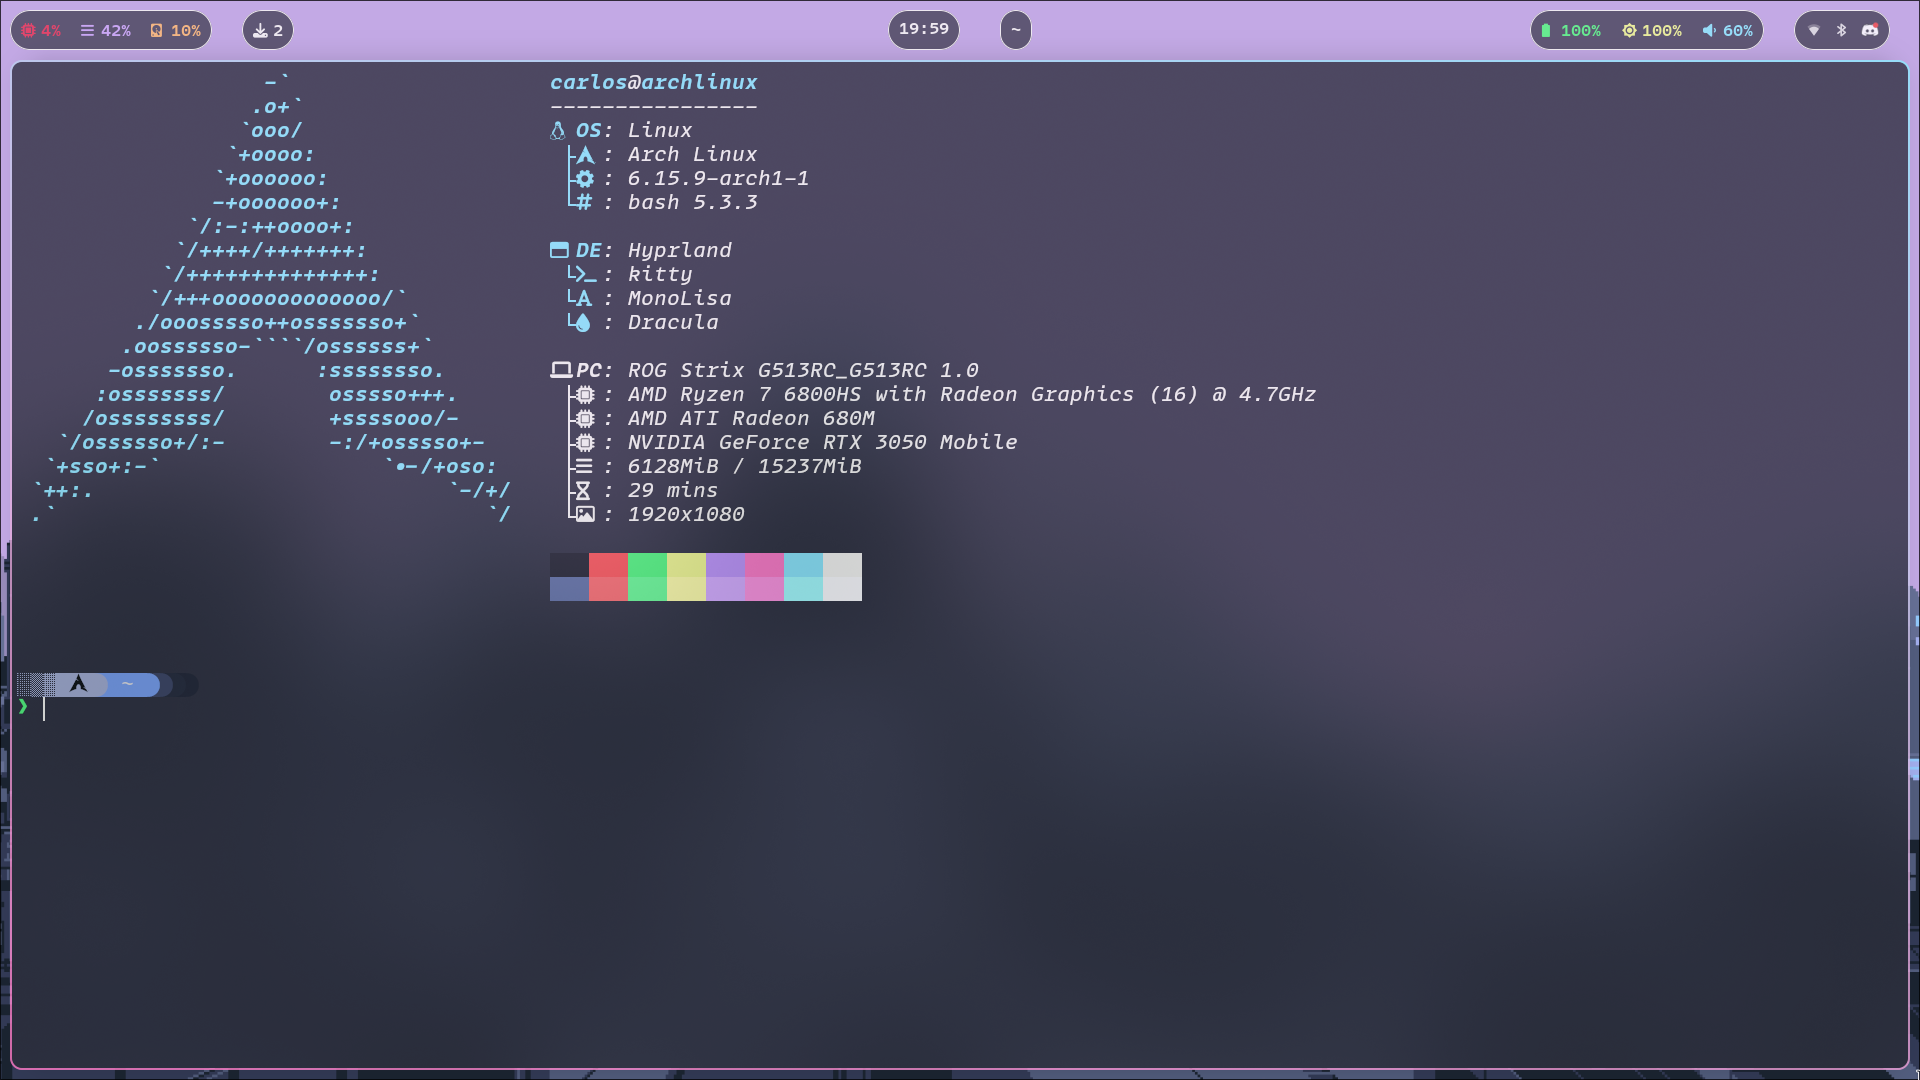 4% 42% 10% 2 19:59 ~ 100% 100% 60%
-` carlos@archlinux
.o+` ----------------
`ooo/ OS: Linux
`+oooo: : Arch Linux
`+oooooo: : 6.15.9-arch1-1
-+oooooo+: : bash 5.3.3
`/:-:++oooo+:
`/++++/+++++++: DE: Hyprland
`/++++++++++++++: : kitty
`/+++ooooooooooooo/` : MonoLisa
./ooosssso++osssssso+` : Dracula
.oossssso-````/ossssss+`
-osssssso. :ssssssso. PC: ROG Strix G513RC_G513RC 1.0
:osssssss/ osssso+++. : AMD Ryzen 7 6800HS with Radeon Graphics (16) @ 4.7GHz
/ossssssss/ +ssssooo/- : AMD ATI Radeon 680M
`/ossssso+/:- -:/+osssso+- : NVIDIA GeForce RTX 3050 Mobile
`+sso+:-` `•-/+oso: : 6128MiB / 15237MiB
`++:. `-/+/ : 29 mins
.` `/ : 1920x1080
~
❯